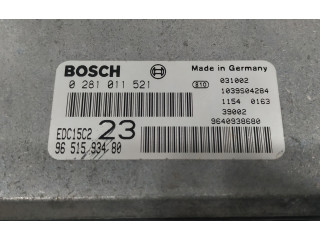 BOSCH
Made in Germany
0 281 011 521
031002
1039S04284
1154 0163
EDC15C2 23
39002
96 515 934 80
9640938680